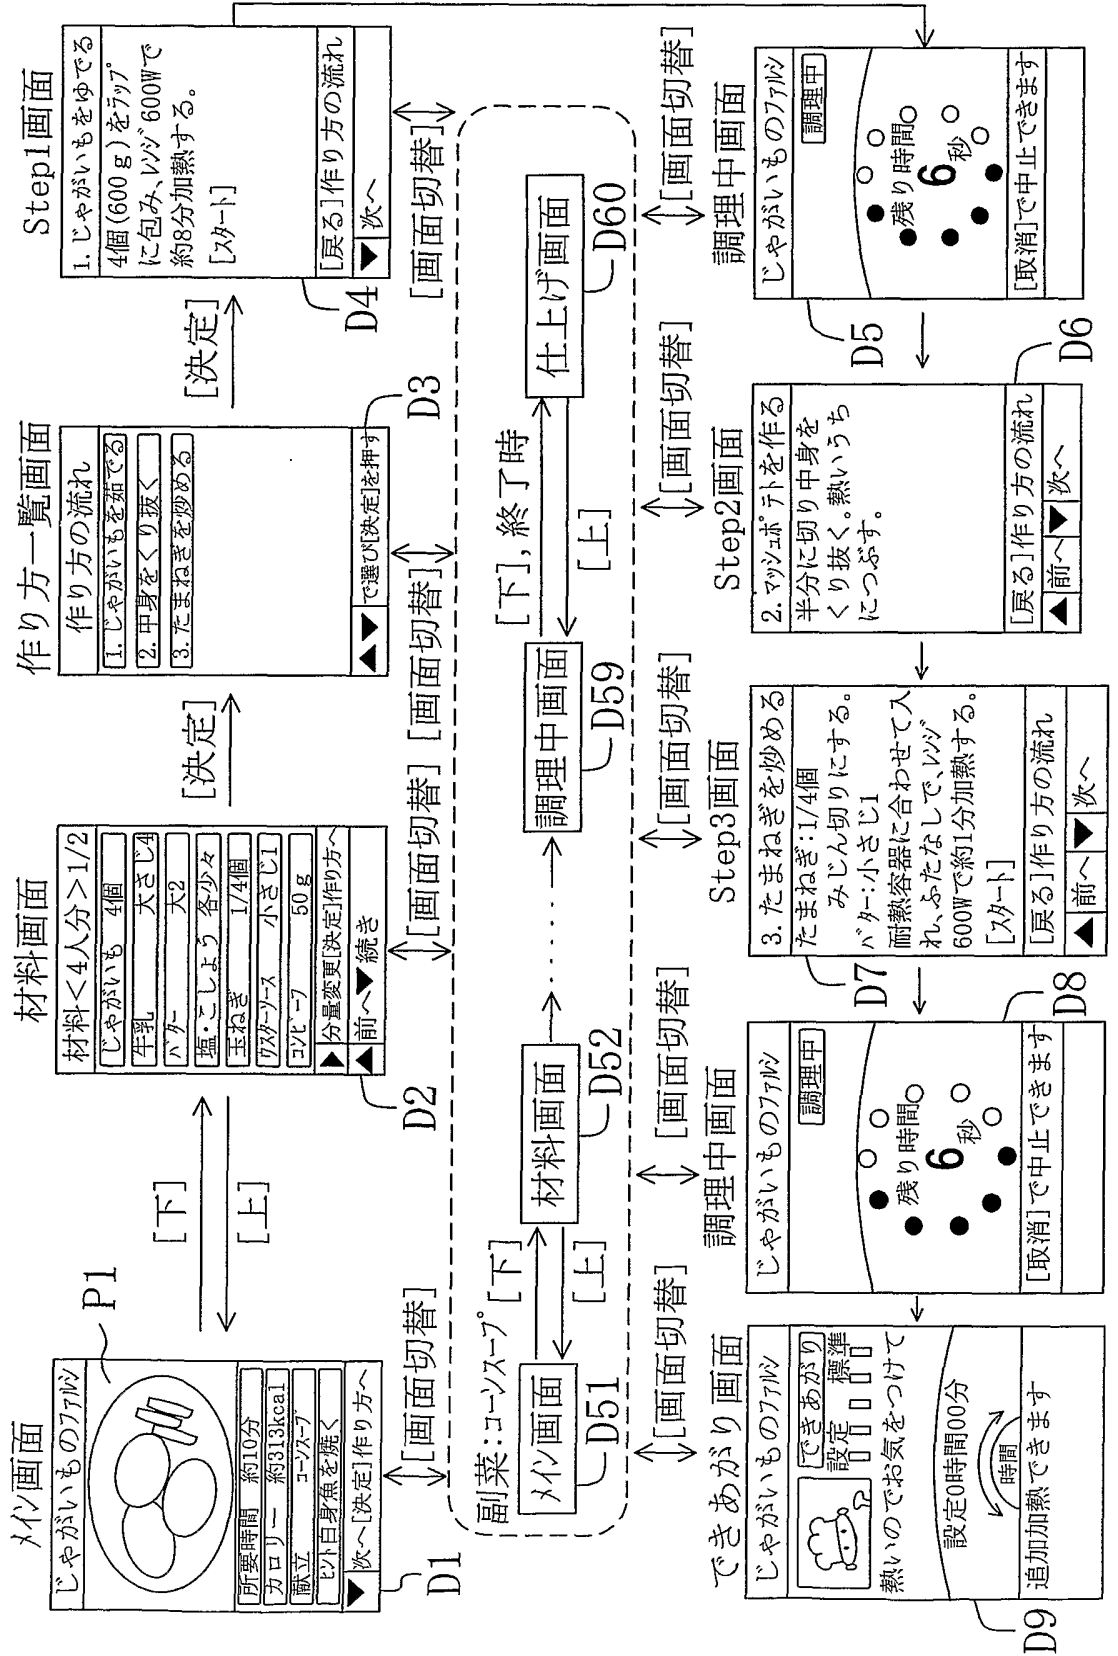 メイン画面
じゃがいものファルシ
P1
所要時間 約10分
カロリー 約313kcal
献立 コーンスープ
ヒント白身魚を焼く
▼ 次へ[決定]作り方へ
D1
[下]
[上]
材料画面
材料<4人分>1/2
じゃがいも 4個
牛乳 大さじ4
バター 大2
塩・こしょう 各少々
玉ねぎ 1/4個
ウスターソース 小さじ1
コンビーフ 50g
▶ 分量変更[決定]作り方へ
▲ 前へ▼続き
D2
[決定]
作り方一覧画面
作り方の流れ
1. じゃがいもを茹でる
2. 中身をくり抜く
3. たまねぎを炒める
▲▼ で選び[決定]を押す
D3
[決定]
Step1画面
1. じゃがいもをゆでる
4個(600g)をラップ
に包み、レンジ600Wで
約8分加熱する。
[スタート]
[戻る]作り方の流れ
▼ 次へ
D4
[画面切替]
[画面切替]
[画面切替]
[画面切替]
副菜:コーンスープ
メイン画面
D51
[下]
[上]
材料画面
D52
調理中画面
D59
[下],終了時
[上]
仕上げ画面
D60
[画面切替]
[画面切替]
[画面切替]
[画面切替]
[画面切替]
調理中画面
じゃがいものファルシ
調理中
残り時間
6秒
[取消]で中止できます
D5
Step2画面
2. マッシュポテトを作る
半分に切り中身を
くり抜く。熱いうち
につぶす。
[戻る]作り方の流れ
▲ 前へ ▼ 次へ
D6
Step3画面
3. たまねぎを炒める
たまねぎ:1/4個
みじん切りにする。
バター:小さじ1
耐熱容器に合わせて入
れ、ふたなしで、レンジ
600Wで約1分加熱する。
[スタート]
[戻る]作り方の流れ
▲ 前へ ▼ 次へ
D7
調理中画面
じゃがいものファルシ
調理中
残り時間
6秒
[取消]で中止できます
D8
できあがり画面
じゃがいものファルシ
できあがり
設定 標準
熱いのでお気をつけて
設定0時間00分
時間
追加加熱できます
D9